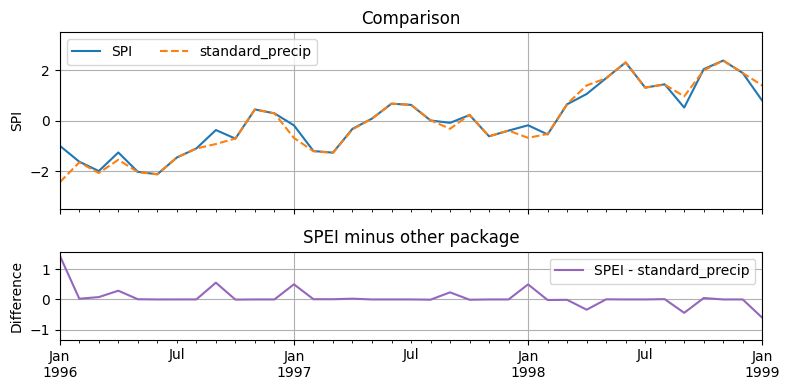 Comparison
SPI
standard_precip
SPI
2
0
−2
SPEI minus other package
SPEI - standard_precip
Difference
1
0
−1
Jan
1996
Jul
Jan
1997
Jul
Jan
1998
Jul
Jan
1999